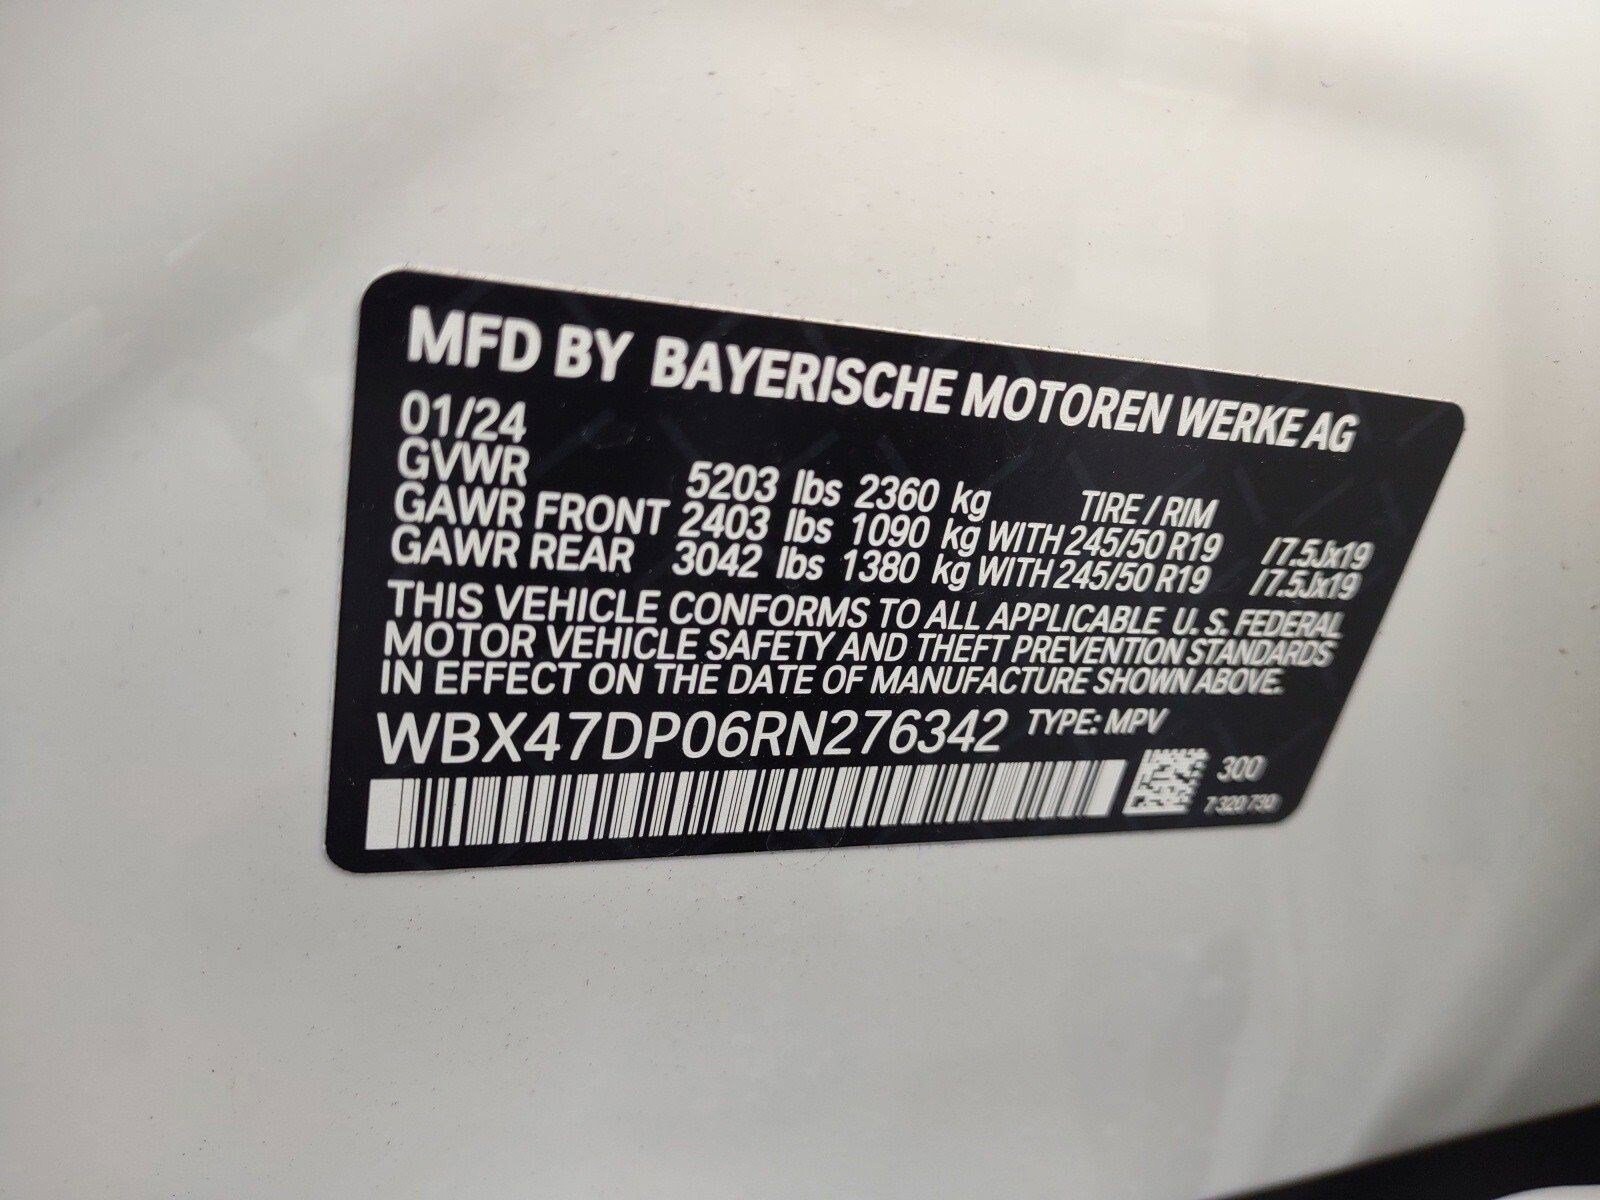 MFD BY BAYERISCHE MOTOREN WERKE AG
01/24
GVWR 5203 lbs 2360 kg TIRE / RIM
GAWR FRONT 2403 lbs 1090 kg WITH 245/50 R19 /7.5Jx19
GAWR REAR 3042 lbs 1380 kg WITH 245/50 R19 /7.5Jx19
THIS VEHICLE CONFORMS TO ALL APPLICABLE U. S. FEDERAL
MOTOR VEHICLE SAFETY AND THEFT PREVENTION STANDARDS
IN EFFECT ON THE DATE OF MANUFACTURE SHOWN ABOVE.
WBX47DP06RN276342 TYPE: MPV
300
7 320 730